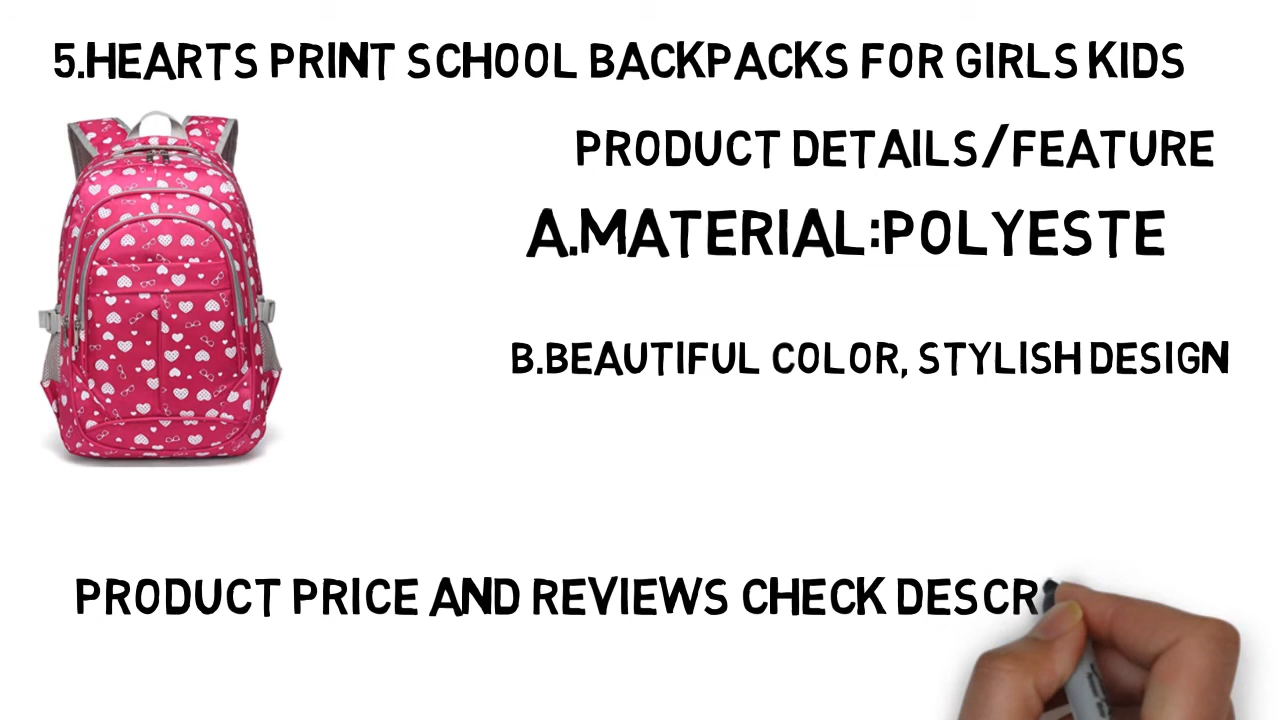 5.HEARTS PRINT SCHOOL BACKPACKS FOR GIRLS KIDS
PRODUCT DETAILS/FEATURE
A.MATERIAL:POLYESTE
B.BEAUTIFUL COLOR, STYLISH DESIGN
PRODUCT PRICE AND REVIEWS CHECK DESCR